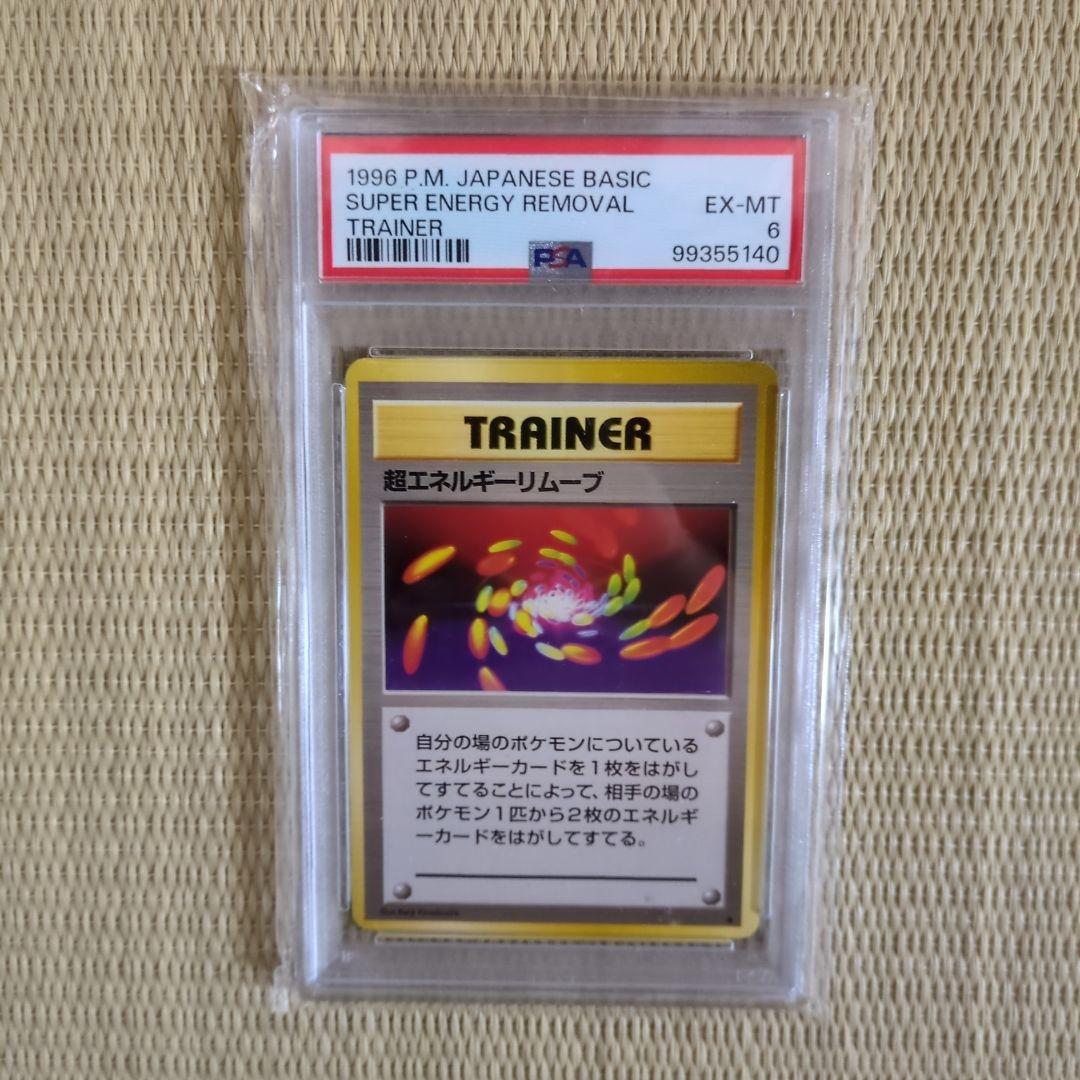 1996 P.M. JAPANESE BASIC
SUPER ENERGY REMOVAL EX-MT
TRAINER 6
PSA 99355140
TRAINER
超エネルギーリムーブ
自分の場のポケモンについている
エネルギーカードを1枚をはがし
てすてることによって、相手の場の
ポケモン1匹から2枚のエネルギ
ーカードをはがしてすてる。